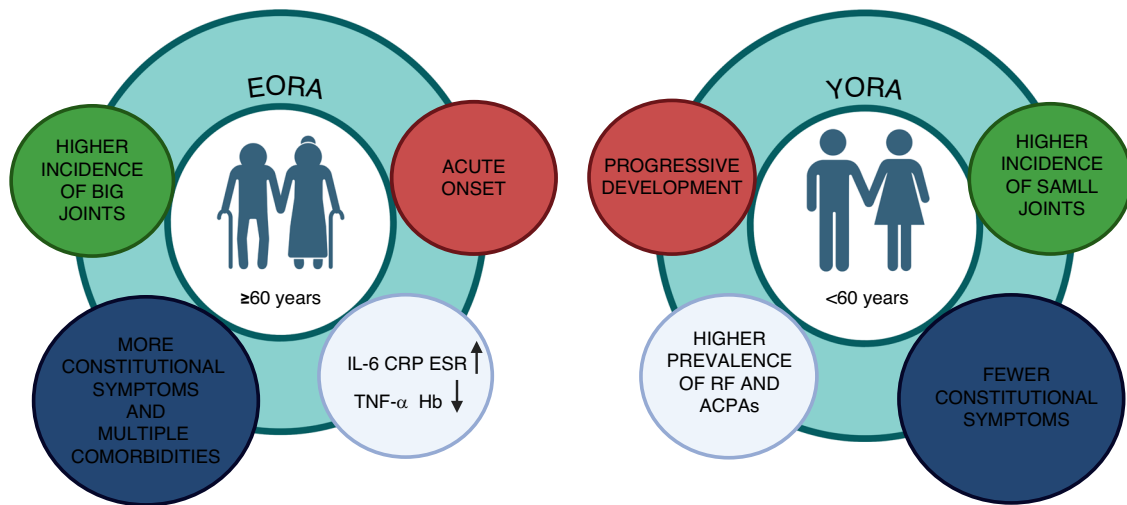 EORA
HIGHER
INCIDENCE
OF BIG
JOINTS
ACUTE
ONSET
≥60 years
MORE
CONSTITUTIONAL
SYMPTOMS
AND
MULTIPLE
COMORBIDITIES
IL-6 CRP ESR ↑
TNF-α Hb ↓
YORA
PROGRESSIVE
DEVELOPMENT
HIGHER
INCIDENCE
OF SAMLL
JOINTS
<60 years
HIGHER
PREVALENCE
OF RF AND
ACPAs
FEWER
CONSTITUTIONAL
SYMPTOMS